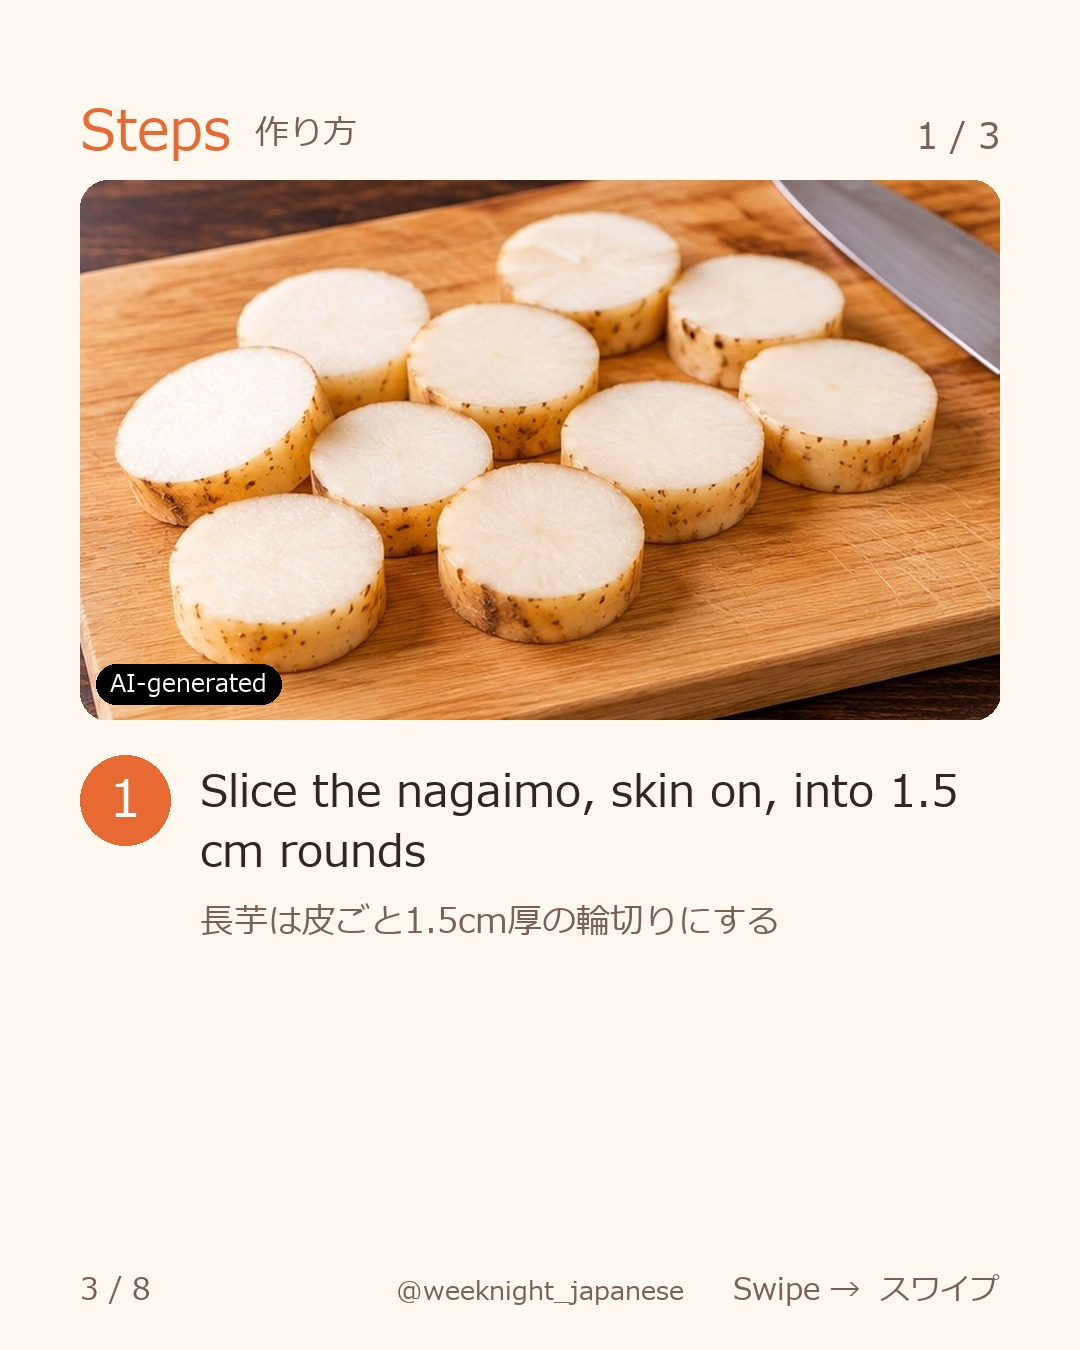 Steps 作り方
1 / 3
AI-generated
1
Slice the nagaimo, skin on, into 1.5
cm rounds
長芋は皮ごと1.5cm厚の輪切りにする
3 / 8
@weeknight_japanese
Swipe → スワイプ